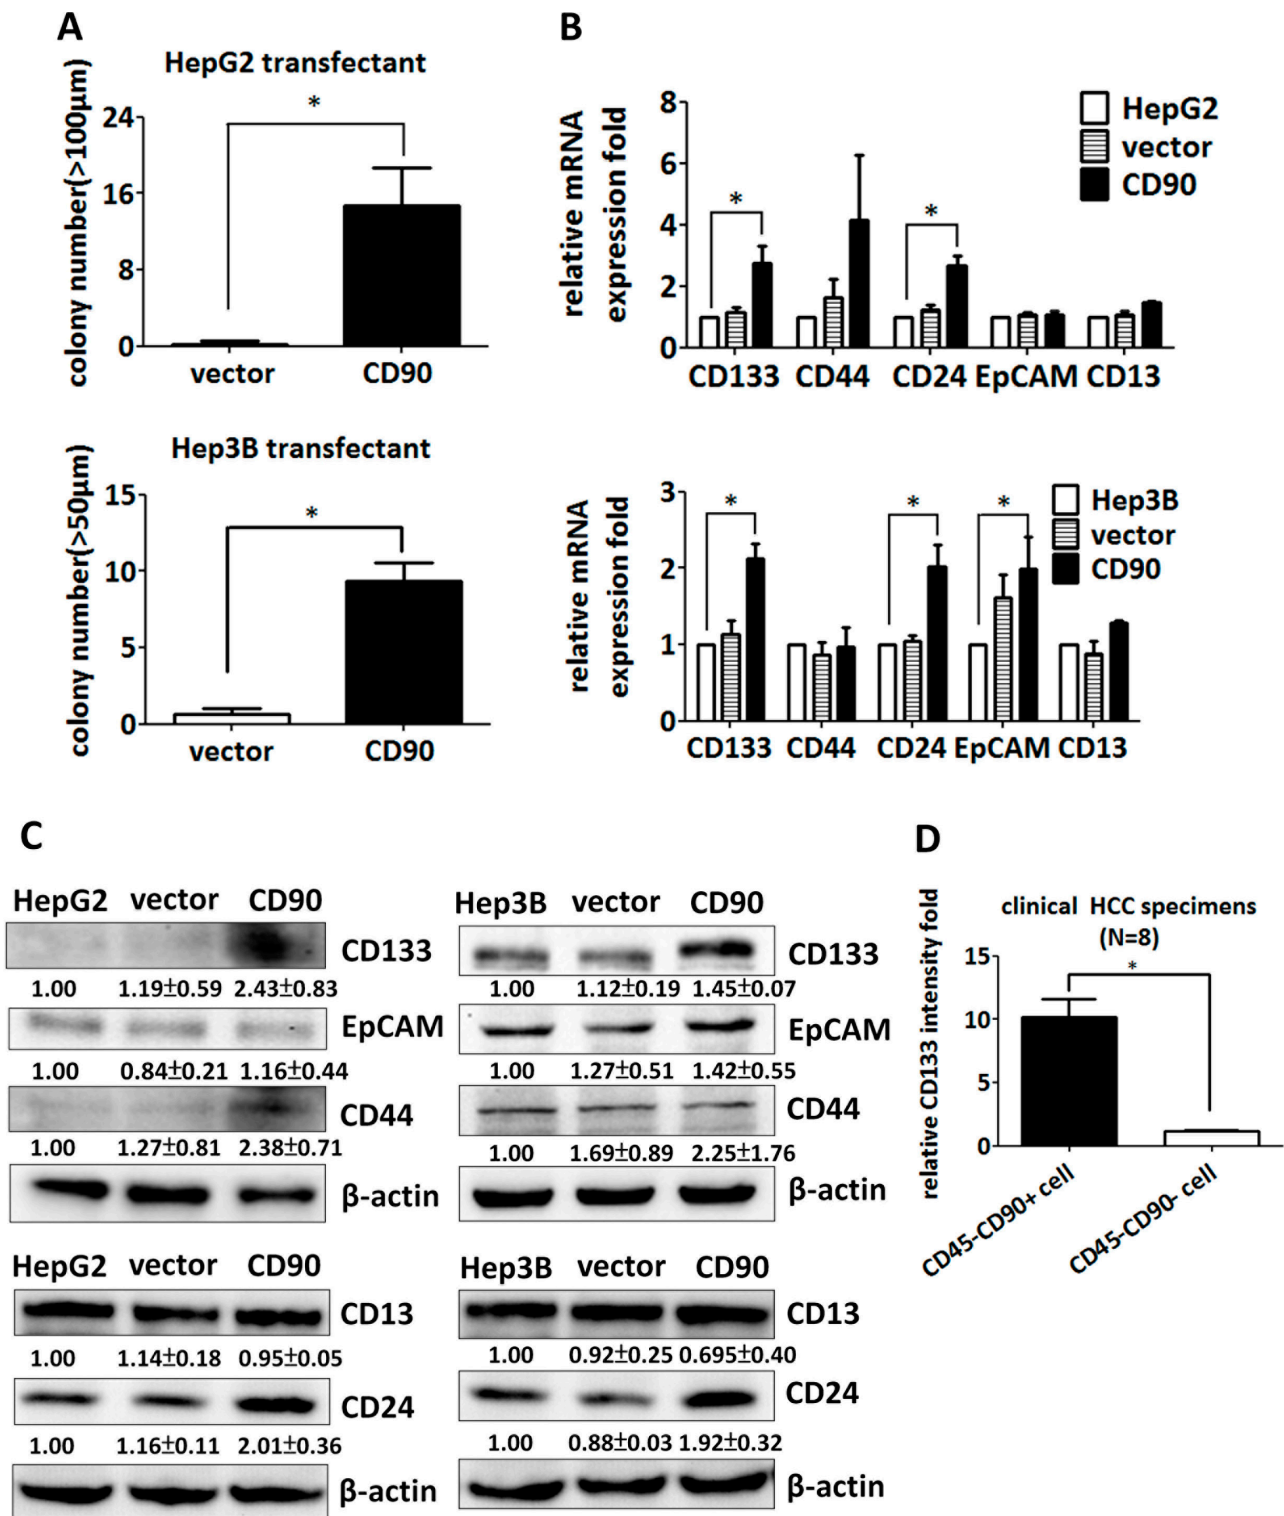 A
HepG2 transfectant
*
colony number(>100μm)
24
16
8
0
vector CD90
Hep3B transfectant
*
colony number(>50μm)
15
10
5
0
vector CD90
B
relative mRNA
expression fold
8
6
4
2
0
HepG2
vector
CD90
* *
CD133 CD44 CD24 EpCAM CD13
relative mRNA
expression fold
3
2
1
0
Hep3B
vector
CD90
* * *
CD133 CD44 CD24 EpCAM CD13
C
HepG2 vector CD90
CD133
1.00 1.19±0.59 2.43±0.83
EpCAM
1.00 0.84±0.21 1.16±0.44
CD44
1.00 1.27±0.81 2.38±0.71
β-actin
Hep3B vector CD90
CD133
1.00 1.12±0.19 1.45±0.07
EpCAM
1.00 1.27±0.51 1.42±0.55
CD44
1.00 1.69±0.89 2.25±1.76
β-actin
HepG2 vector CD90
CD13
1.00 1.14±0.18 0.95±0.05
CD24
1.00 1.16±0.11 2.01±0.36
β-actin
Hep3B vector CD90
CD13
1.00 0.92±0.25 0.695±0.40
CD24
1.00 0.88±0.03 1.92±0.32
β-actin
D
clinical HCC specimens
(N=8)
*
relative CD133 intensity fold
15
10
5
0
CD45-CD90+ cell
CD45-CD90- cell